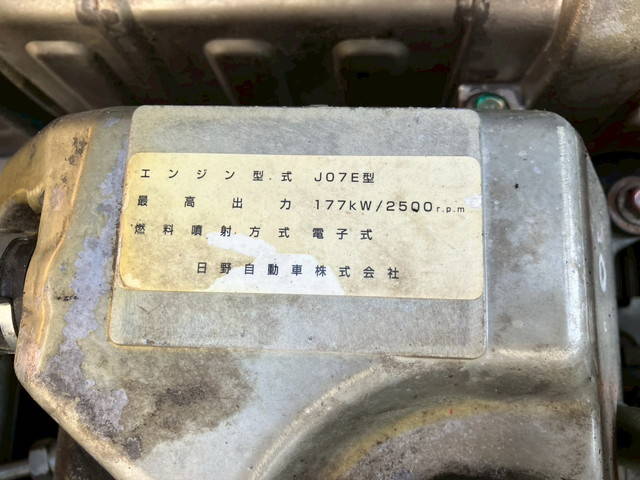 エンジン型式 J07E型
最高出力 177kW/2500r.p.m
燃料噴射方式 電子式
日野自動車株式会社